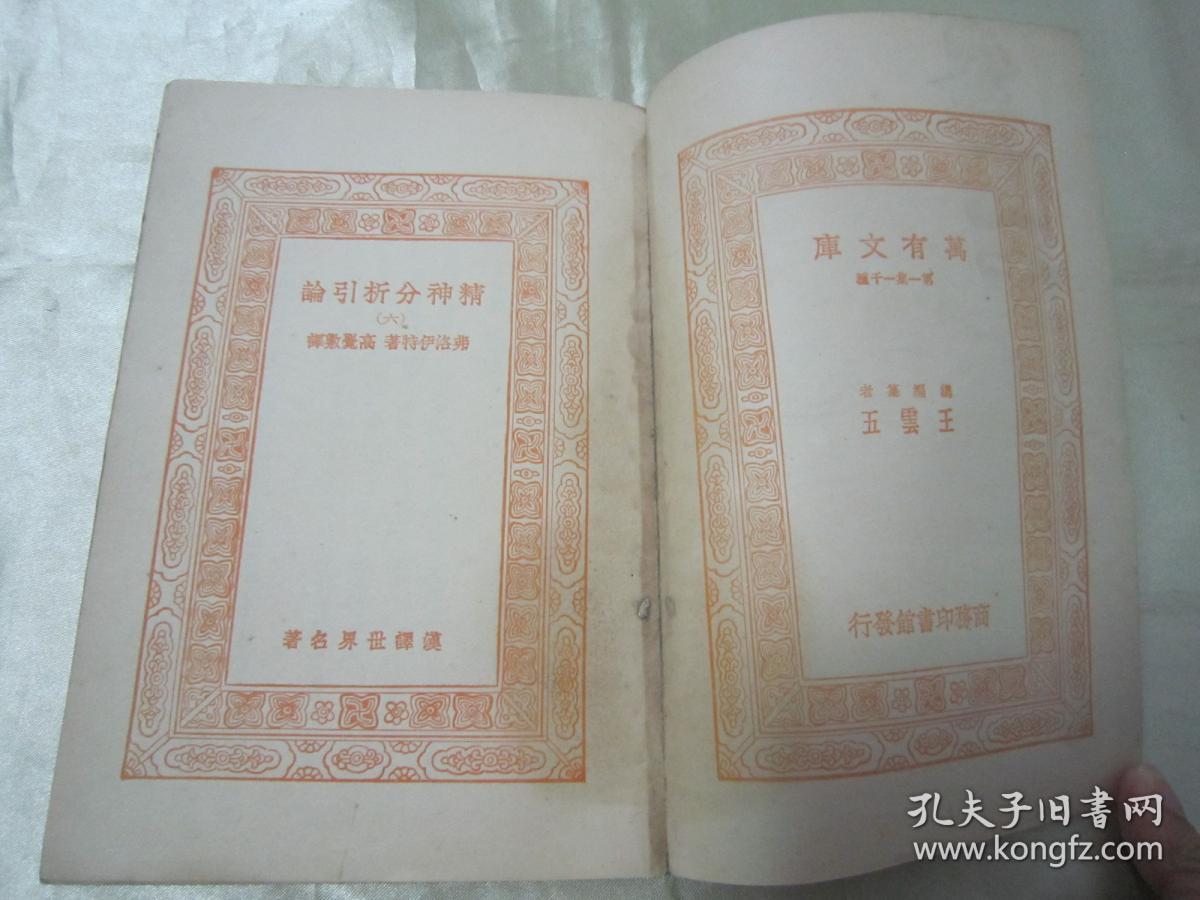 萬有文庫
第一集一千種
總編纂者
王雲五
商務印書館發行
精神分析引論
(六)
弗洛伊特著 高覺敷譯
漢譯世界名著
孔夫子旧书网
www.kongfz.com